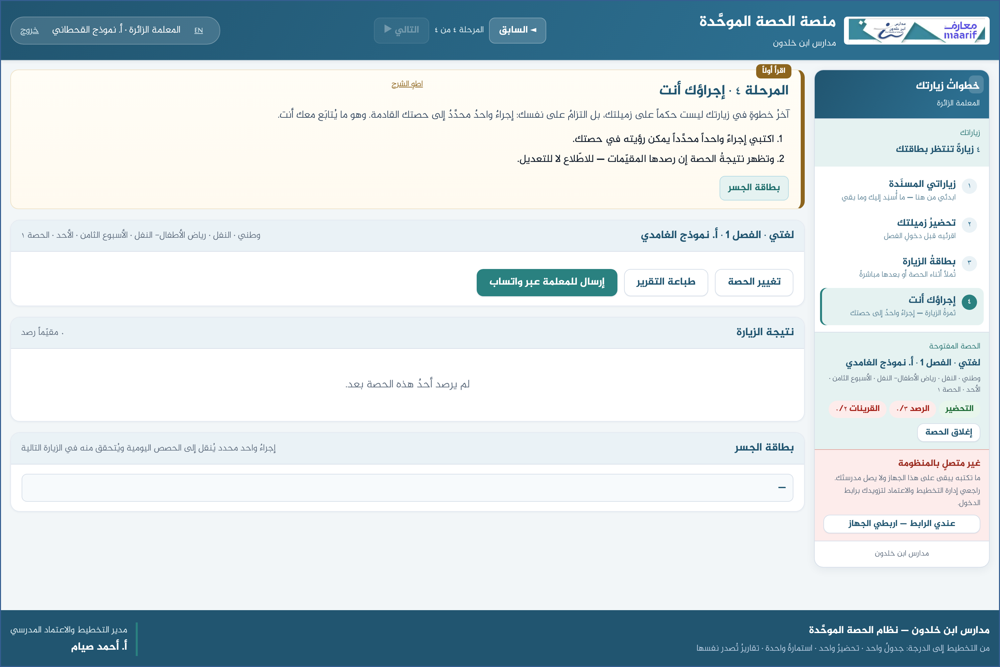 معارف
maarif
مدارس
ابن خلدون
منصة الحصة الموحَّدة
مدارس ابن خلدون
◄ السابق
المرحلة ٤ من ٤
التالي ▶
EN
المعلمة الزائرة · أ. نموذج القحطاني
خروج
خطواتُ زيارتك
المعلمة الزائرة
زياراتك
٤ زيارةً تنتظر بطاقتك
١
زياراتي المسنَدة
ابدئي من هنا — ما أُسنِد إليك وما بقي
٢
تحضيرُ زميلتك
اقرئيه قبل دخولِ الفصل
٣
بطاقةُ الزيارة
تُملأ أثناء الحصة أو بعدها مباشرةً
٤
إجراؤك أنت
ثمرةُ الزيارة — إجراءٌ واحدٌ إلى حصتك
الحصة المفتوحة
لغتي · الفصل 1 · أ. نموذج الغامدي
وطني · النفل · رياض الأطفال- النفل · الأسبوع الثامن ·
الأحد · الحصة ١
التحضير
الرصد ٠/٣
القرينات ٠/٢
إغلاق الحصة
غير متصلٍ بالمنظومة
ما تكتبه يبقى على هذا الجهاز ولا يصل مدرستَك.
راجعي إدارة التخطيط والاعتماد لتزويدك برابط
الدخول.
عندي الرابط — اربطي الجهاز
مدارس ابن خلدون
اقرأ أولاً
المرحلة ٤ · إجراؤك أنت
اطوِ الشرح
آخرُ خطوةٍ في زيارتك ليست حكماً على زميلتك، بل التزامٌ على نفسك: إجراءٌ واحدٌ محدَّدٌ إلى حصتك القادمة. وهو ما يُتابَع معك أنت.
1. اكتبي إجراءً واحداً محدَّداً يمكن رؤيته في حصتك.
2. وتظهر نتيجةُ الحصة إن رصدها المقيّمات — للاطّلاع لا للتعديل.
بطاقة الجسر
لغتي · الفصل 1 · أ. نموذج الغامدي
وطني · النفل · رياض الأطفال- النفل · الأسبوع الثامن · الأحد · الحصة ١
تغيير الحصة
طباعة التقرير
إرسال للمعلمة عبر واتساب
نتيجة الزيارة
٠ مقيّماً رصد
لم يرصد أحدٌ هذه الحصة بعد.
بطاقة الجسر
إجراءٌ واحد محدد يُنقل إلى الحصص اليومية ويُتحقق منه في الزيارة التالية
—
مدارس ابن خلدون — نظام الحصة الموحَّدة
من التخطيط إلى الدرجة: جدولٌ واحد · تحضيرٌ واحد · استمارةٌ واحدة · تقاريرُ تُصدر نفسها
مدير التخطيط والاعتماد المدرسي
أ. أحمد صيام